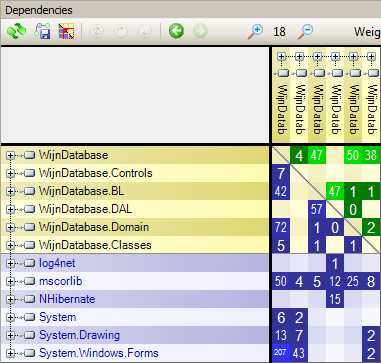 Dependencies
18 Weig
WijnDatab WijnDatab WijnDatab WijnDatab WijnDatab WijnDatab
WijnDatabase 4 47 50 38
WijnDatabase.Controls 7
WijnDatabase.BL 42 47 1 1
WijnDatabase.DAL 57 0
WijnDatabase.Domain 72 1 0 2
WijnDatabase.Classes 5 1 1
log4net 1
mscorlib 50 4 5 12 25 8
NHibernate 15
System 6 2
System.Drawing 13 7 2
System.Windows.Forms 207 43 2